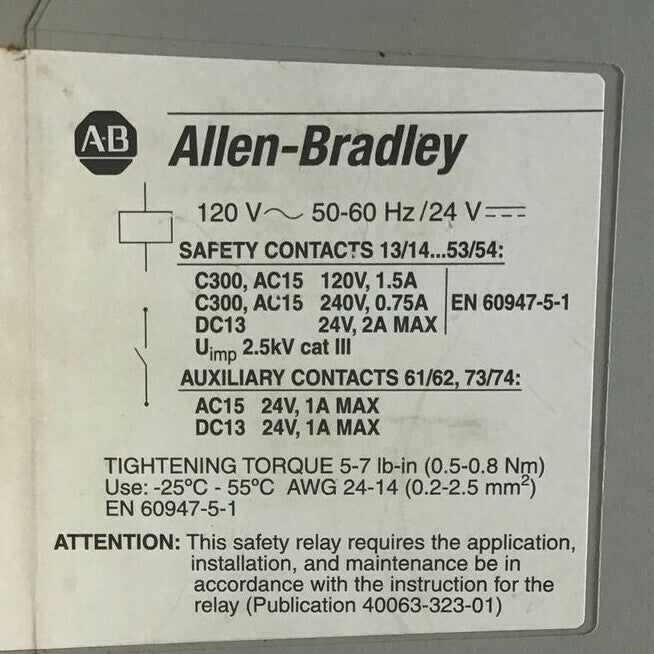 A·B Allen-Bradley
120 V∼ 50-60 Hz/24 V⎓
SAFETY CONTACTS 13/14...53/54:
C300, AC15 120V, 1.5A
C300, AC15 240V, 0.75A EN 60947-5-1
DC13 24V, 2A MAX
Uimp 2.5kV cat III
AUXILIARY CONTACTS 61/62, 73/74:
AC15 24V, 1A MAX
DC13 24V, 1A MAX
TIGHTENING TORQUE 5-7 lb-in (0.5-0.8 Nm)
Use: -25ºC - 55ºC AWG 24-14 (0.2-2.5 mm²)
EN 60947-5-1
ATTENTION: This safety relay requires the application,
installation, and maintenance be in
accordance with the instruction for the
relay (Publication 40063-323-01)